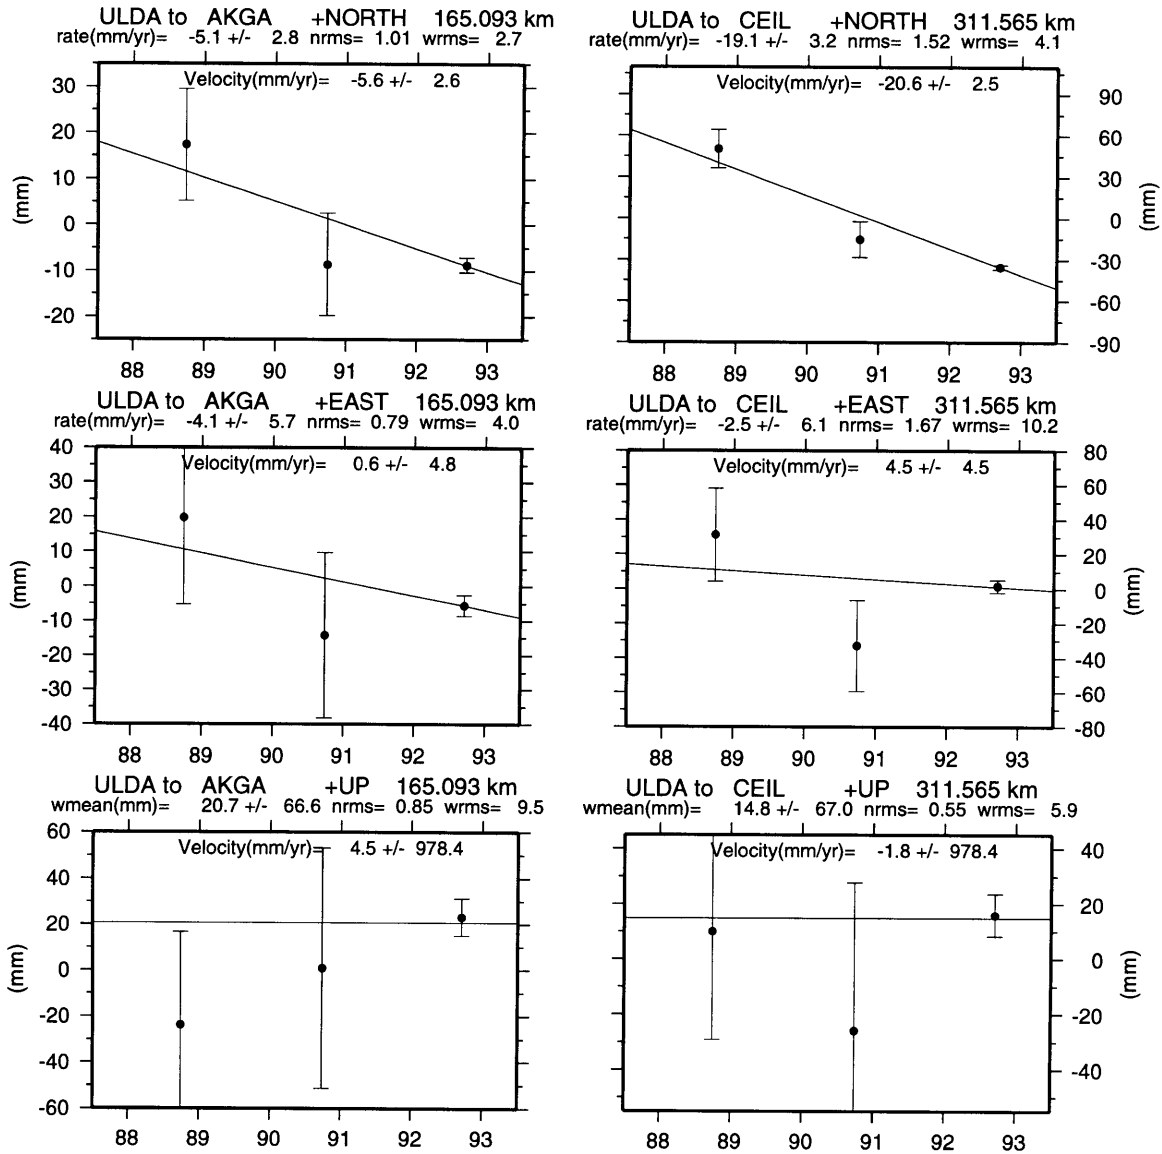 ULDA to AKGA +NORTH 165.093 km
rate(mm/yr)= -5.1 +/- 2.8 nrms= 1.01 wrms= 2.7
Velocity(mm/yr)= -5.6 +/- 2.6
30
20
10
0
-10
-20
(mm)
88 89 90 91 92 93
ULDA to CEIL +NORTH 311.565 km
rate(mm/yr)= -19.1 +/- 3.2 nrms= 1.52 wrms= 4.1
Velocity(mm/yr)= -20.6 +/- 2.5
90
60
30
0
-30
-60
-90
(mm)
88 89 90 91 92 93
ULDA to AKGA +EAST 165.093 km
rate(mm/yr)= -4.1 +/- 5.7 nrms= 0.79 wrms= 4.0
Velocity(mm/yr)= 0.6 +/- 4.8
40
30
20
10
0
-10
-20
-30
-40
(mm)
88 89 90 91 92 93
ULDA to CEIL +EAST 311.565 km
rate(mm/yr)= -2.5 +/- 6.1 nrms= 1.67 wrms= 10.2
Velocity(mm/yr)= 4.5 +/- 4.5
80
60
40
20
0
-20
-40
-60
-80
(mm)
88 89 90 91 92 93
ULDA to AKGA +UP 165.093 km
wmean(mm)= 20.7 +/- 66.6 nrms= 0.85 wrms= 9.5
Velocity(mm/yr)= 4.5 +/- 978.4
60
40
20
0
-20
-40
-60
(mm)
88 89 90 91 92 93
ULDA to CEIL +UP 311.565 km
wmean(mm)= 14.8 +/- 67.0 nrms= 0.55 wrms= 5.9
Velocity(mm/yr)= -1.8 +/- 978.4
40
20
0
-20
-40
(mm)
88 89 90 91 92 93